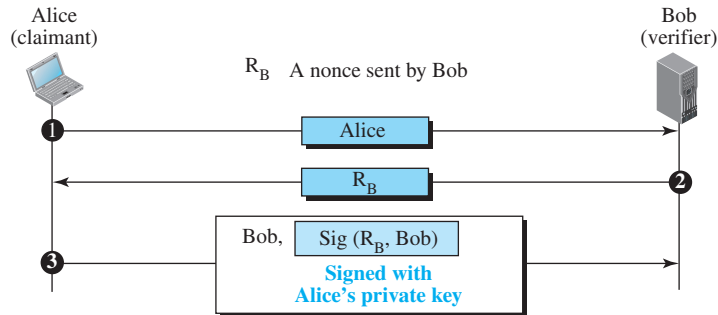 Alice
(claimant)
Bob
(verifier)
R_B A nonce sent by Bob
1
Alice
R_B
2
Bob, Sig (R_B, Bob)
3
Signed with
Alice's private key